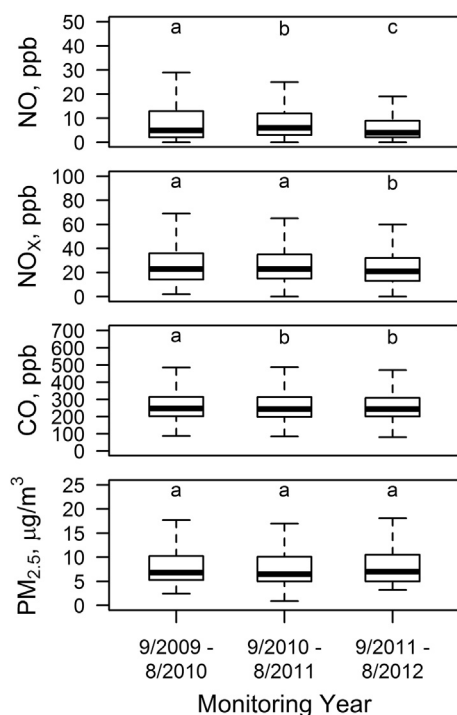 a b c
NO, ppb
50
40
30
20
10
0
a a b
NOX, ppb
100
80
60
40
20
0
a b b
CO, ppb
700
600
500
400
300
200
100
0
a a a
PM2.5, µg/m³
25
20
15
10
5
0
9/2009 - 9/2010 - 9/2011 -
8/2010 8/2011 8/2012
Monitoring Year